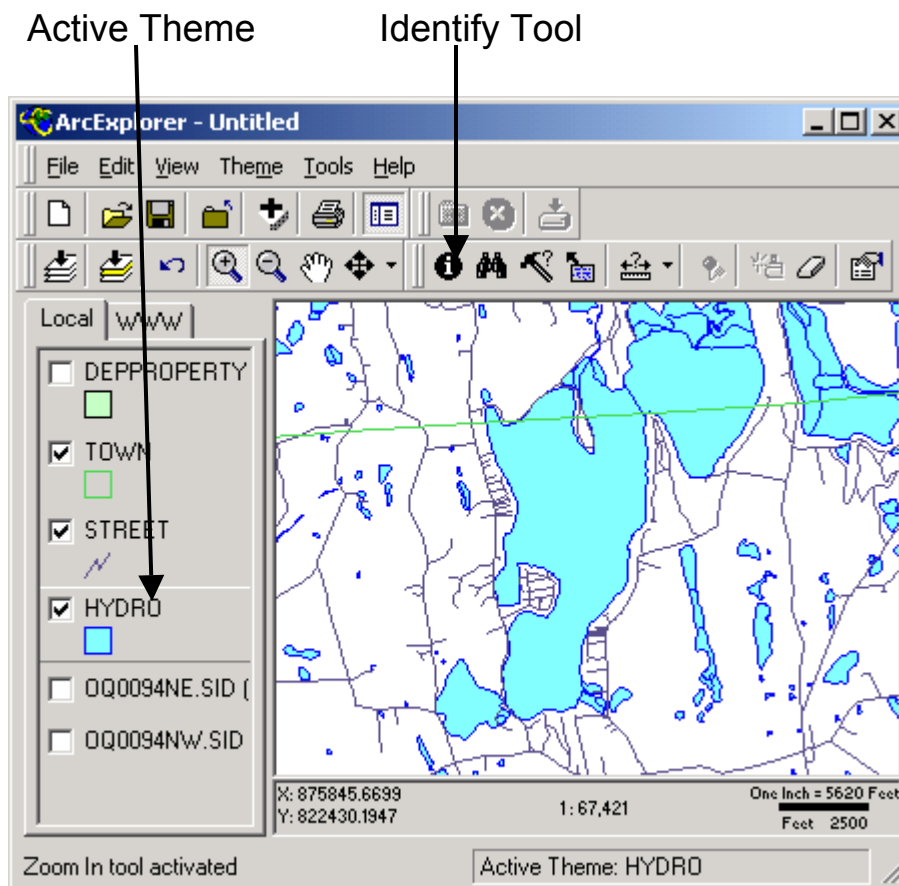 Active Theme Identify Tool
ArcExplorer - Untitled
File Edit View Theme Tools Help
Local WWW
DEPPROPERTY
TOWN
STREET
HYDRO
OQ0094NE.SID (
OQ0094NW.SID
X: 875845.6699
Y: 822430.1947
1: 67,421
One Inch = 5620 Feet
Feet 2500
Zoom In tool activated Active Theme: HYDRO